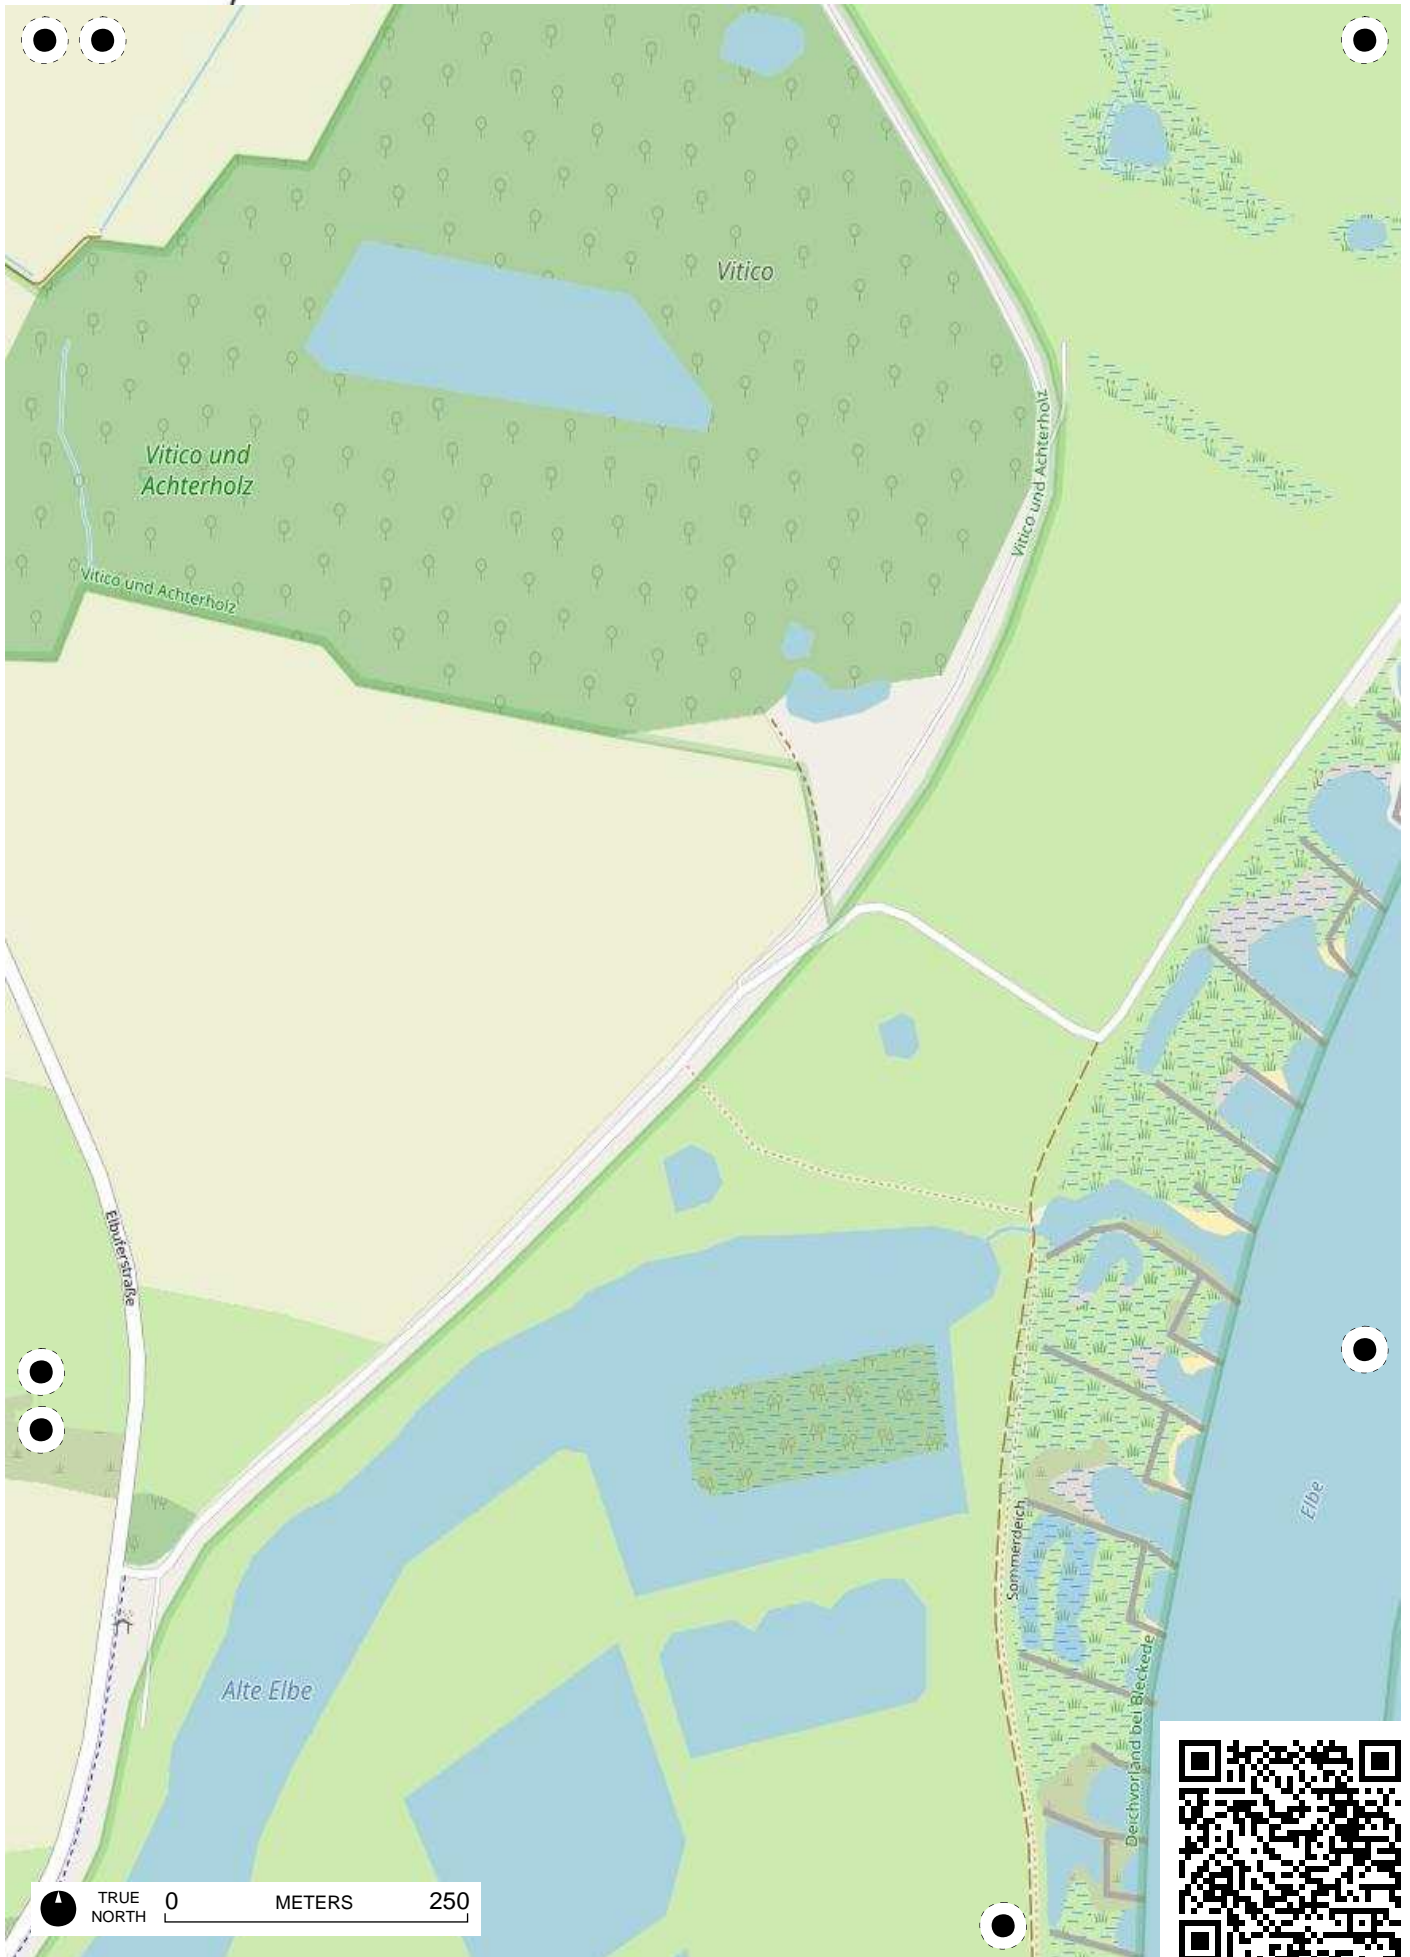 Vitico
Vitico und
Achterholz
Vitico und Achterholz
Vitico und Achterholz
Elbuferstraße
Elbe
Sommerdeich
Alte Elbe
Deichvorland bei Bleckede
TRUE
NORTH
0 METERS 250